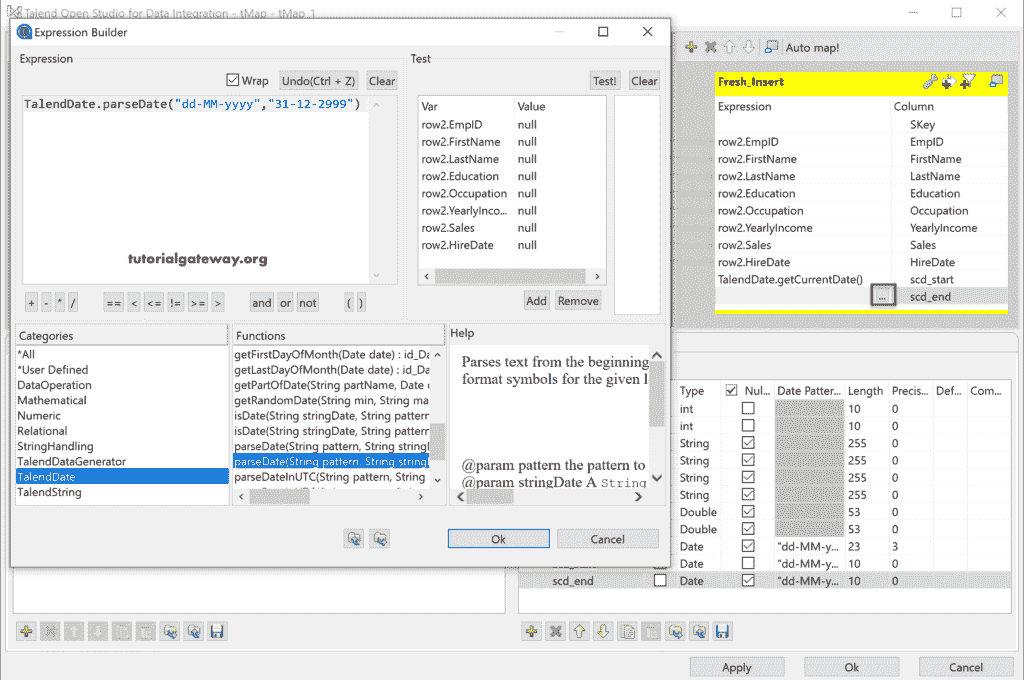 Talend Open Studio for Data Integration - tMap - tMap_1
Expression Builder
Expression
Wrap
Undo(Ctrl + Z)
Clear
TalendDate.parseDate("dd-MM-yyyy","31-12-2999")
tutorialgateway.org
+ - * / == < <= != >= > and or not ( )
Test
Test!
Clear
Var Value
row2.EmpID null
row2.FirstName null
row2.LastName null
row2.Education null
row2.Occupation null
row2.YearlyInco... null
row2.Sales null
row2.HireDate null
Add
Remove
Categories
*All
*User Defined
DataOperation
Mathematical
Numeric
Relational
StringHandling
TalendDataGenerator
TalendDate
TalendString
Functions
getFirstDayOfMonth(Date date) : id_Da
getLastDayOfMonth(Date date) : id_Da
getPartOfDate(String partName, Date
getRandomDate(String min, String ma
isDate(String stringDate, String pattern
isDate(String stringDate, String pattern
parseDate(String pattern, String stringl
parseDate(String pattern, String stringl
parseDateInUTC(String pattern, String
Help
Parses text from the beginning
format symbols for the given
@param pattern the pattern to
@param stringDate A String
Ok
Cancel
Auto map!
Fresh_Insert
Expression Column
SKey
row2.EmpID EmpID
row2.FirstName FirstName
row2.LastName LastName
row2.Education Education
row2.Occupation Occupation
row2.YearlyIncome YearlyIncome
row2.Sales Sales
row2.HireDate HireDate
TalendDate.getCurrentDate() scd_start
... scd_end
Type Nul... Date Patter... Length Precis... Def... Com...
int 10 0
int 10 0
String 255 0
String 255 0
String 255 0
String 255 0
Double 53 0
Double 53 0
Date "dd-MM-y... 23 3
Date "dd-MM-y... 10 0
scd_end Date "dd-MM-y... 10 0
Apply
Ok
Cancel